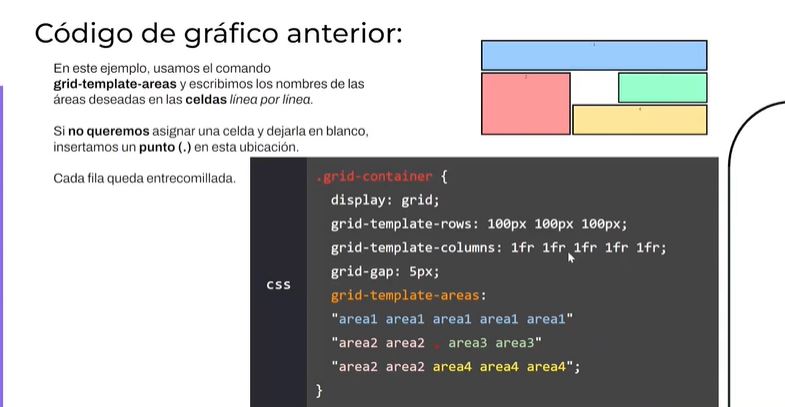 Código de gráfico anterior:
En este ejemplo, usamos el comando
grid-template-areas y escribimos los nombres de las
áreas deseadas en las celdas línea por línea.
Si no queremos asignar una celda y dejarla en blanco,
insertamos un punto (.) en esta ubicación.
Cada fila queda entrecomillada.
css
.grid-container {
display: grid;
grid-template-rows: 100px 100px 100px;
grid-template-columns: 1fr 1fr 1fr 1fr 1fr;
grid-gap: 5px;
grid-template-areas:
"area1 area1 area1 area1 area1"
"area2 area2 . area3 area3"
"area2 area2 area4 area4 area4";
}